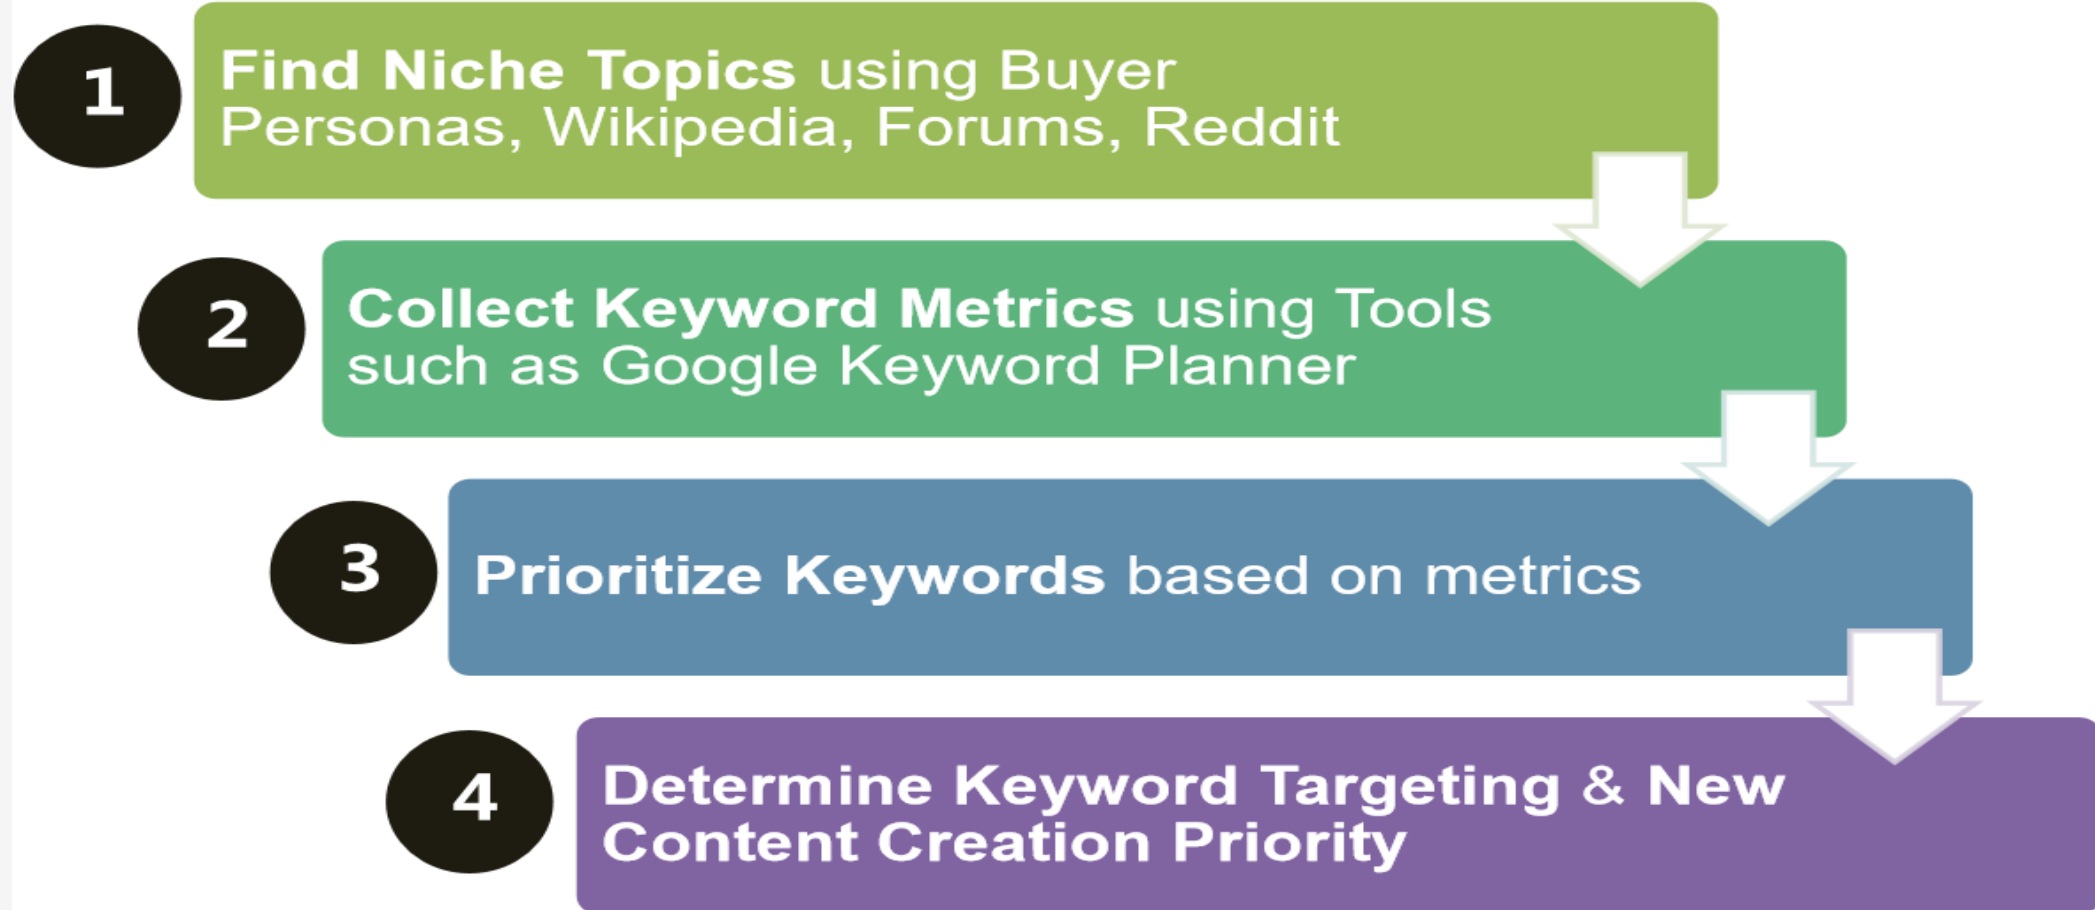 1
Find Niche Topics using Buyer
Personas, Wikipedia, Forums, Reddit
2
Collect Keyword Metrics using Tools
such as Google Keyword Planner
3
Prioritize Keywords based on metrics
4
Determine Keyword Targeting & New
Content Creation Priority